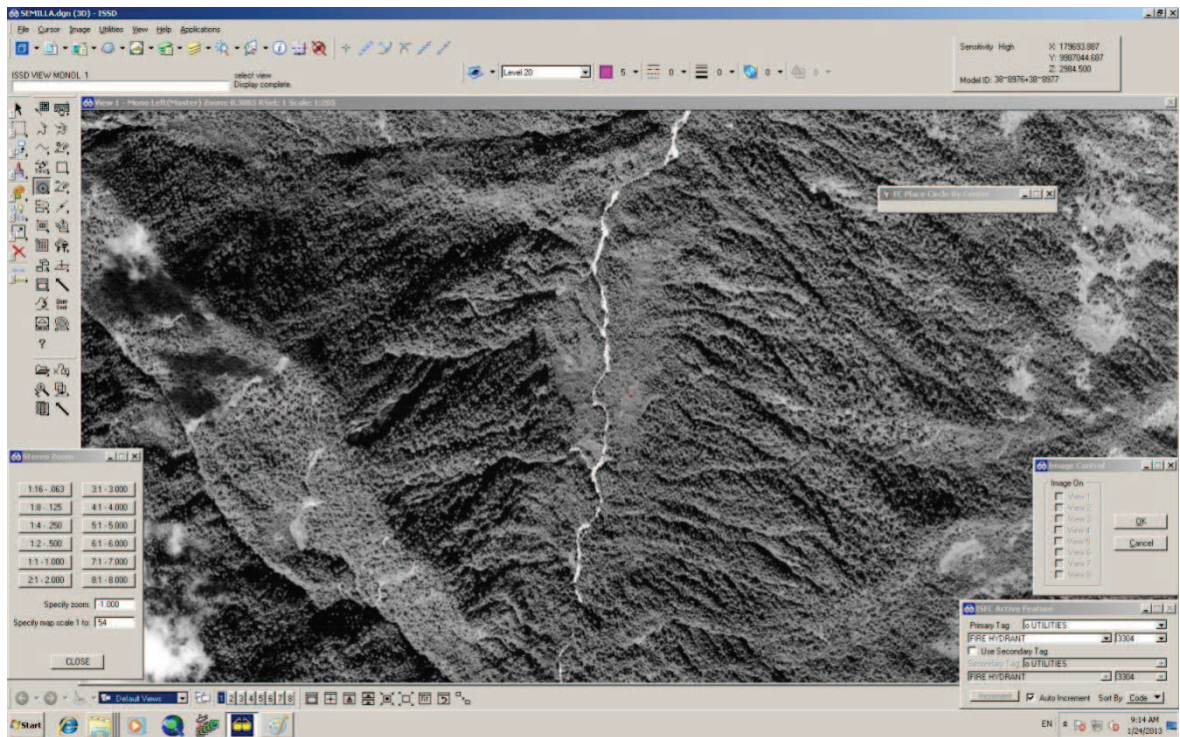 SEMILLA.dgn (3D) - ISSD
File Cursor Image Utilities View Help Applications
Sensitivity High
X: 179693.887
Y: 9987044.687
Z: 2984.500
Model ID: 38~8976+38~8977
ISSD VIEW MONOL 1
select view
Display complete.
Level 20 5 0 0 0 0
View 1 - Mono Left(Master) Zoom: 0.3085 RSet: 1 Scale: 1:255
FC Place Circle By Center
Stereo Zoom
1:16 - .063 3:1 - 3.000
1:8 - .125 4:1 - 4.000
1:4 - .250 5:1 - 5.000
1:2 - .500 6:1 - 6.000
1:1 - 1.000 7:1 - 7.000
2:1 - 2.000 8:1 - 8.000
Specify zoom: -1.000
Specify map scale 1 to: 54
CLOSE
Image Control
Image On
View 1
View 2
View 3
View 4
View 5
View 6
View 7
View 8
OK
Cancel
ISFC Active Feature
Primary Tag: o UTILITIES
FIRE HYDRANT 3304
Use Secondary Tag
Secondary Tag: o UTILITIES
FIRE HYDRANT 3304
Increment Auto Increment Sort By: Code
Default Views 1 2 3 4 5 6 7 8
Start
EN
9:14 AM
1/24/2013